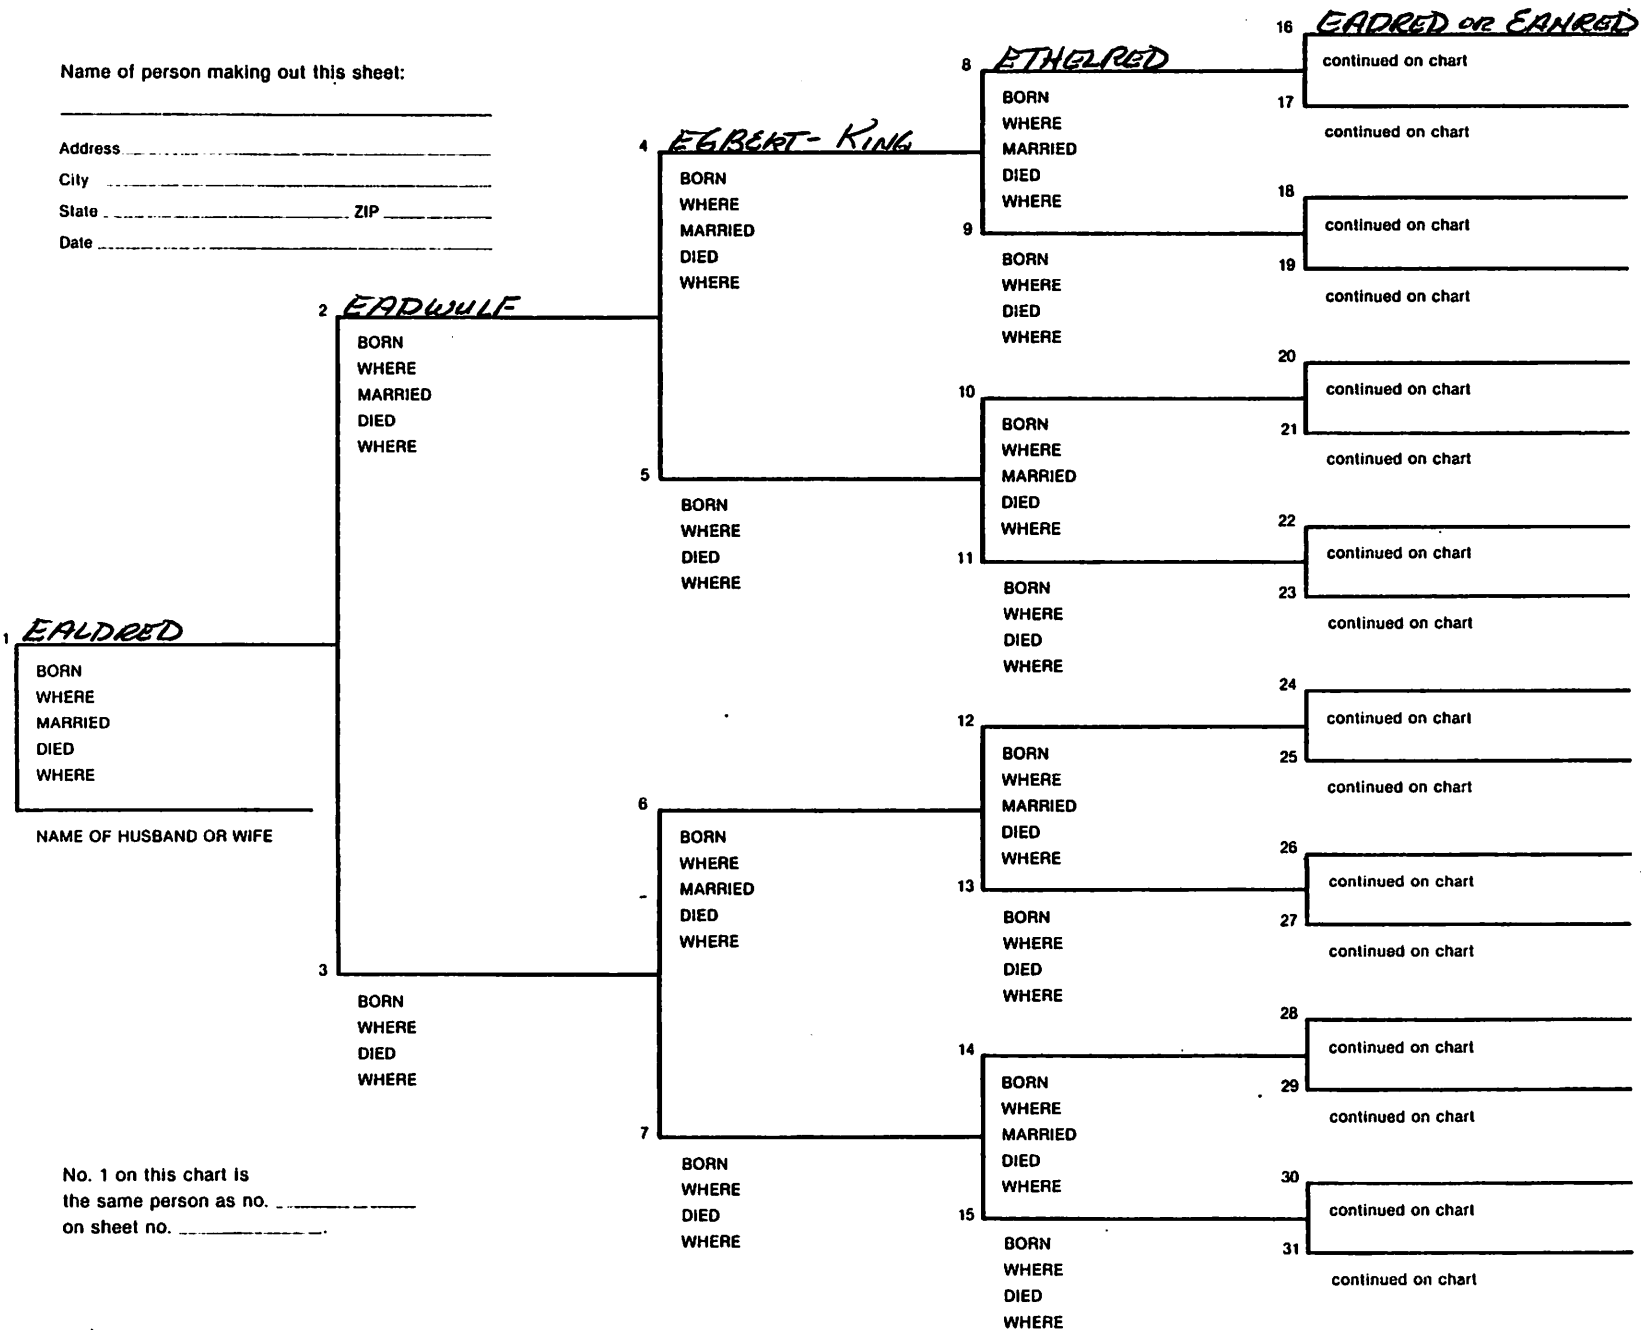 Name of person making out this sheet:
Address
City
State ZIP
Date
1 EALDRED
BORN
WHERE
MARRIED
DIED
WHERE
NAME OF HUSBAND OR WIFE
No. 1 on this chart is
the same person as no.
on sheet no. .
2 EADWULF
BORN
WHERE
MARRIED
DIED
WHERE
3
BORN
WHERE
DIED
WHERE
4 EGBERT - KING
BORN
WHERE
MARRIED
DIED
WHERE
5
BORN
WHERE
DIED
WHERE
6
BORN
WHERE
MARRIED
DIED
WHERE
7
BORN
WHERE
DIED
WHERE
8 ETHELRED
BORN
WHERE
MARRIED
DIED
WHERE
9
BORN
WHERE
DIED
WHERE
10
BORN
WHERE
MARRIED
DIED
WHERE
11
BORN
WHERE
DIED
WHERE
12
BORN
WHERE
MARRIED
DIED
WHERE
13
BORN
WHERE
DIED
WHERE
14
BORN
WHERE
MARRIED
DIED
WHERE
15
BORN
WHERE
DIED
WHERE
16 EADRED OR EANRED
continued on chart
17
continued on chart
18
continued on chart
19
continued on chart
20
continued on chart
21
continued on chart
22
continued on chart
23
continued on chart
24
continued on chart
25
continued on chart
26
continued on chart
27
continued on chart
28
continued on chart
29
continued on chart
30
continued on chart
31
continued on chart